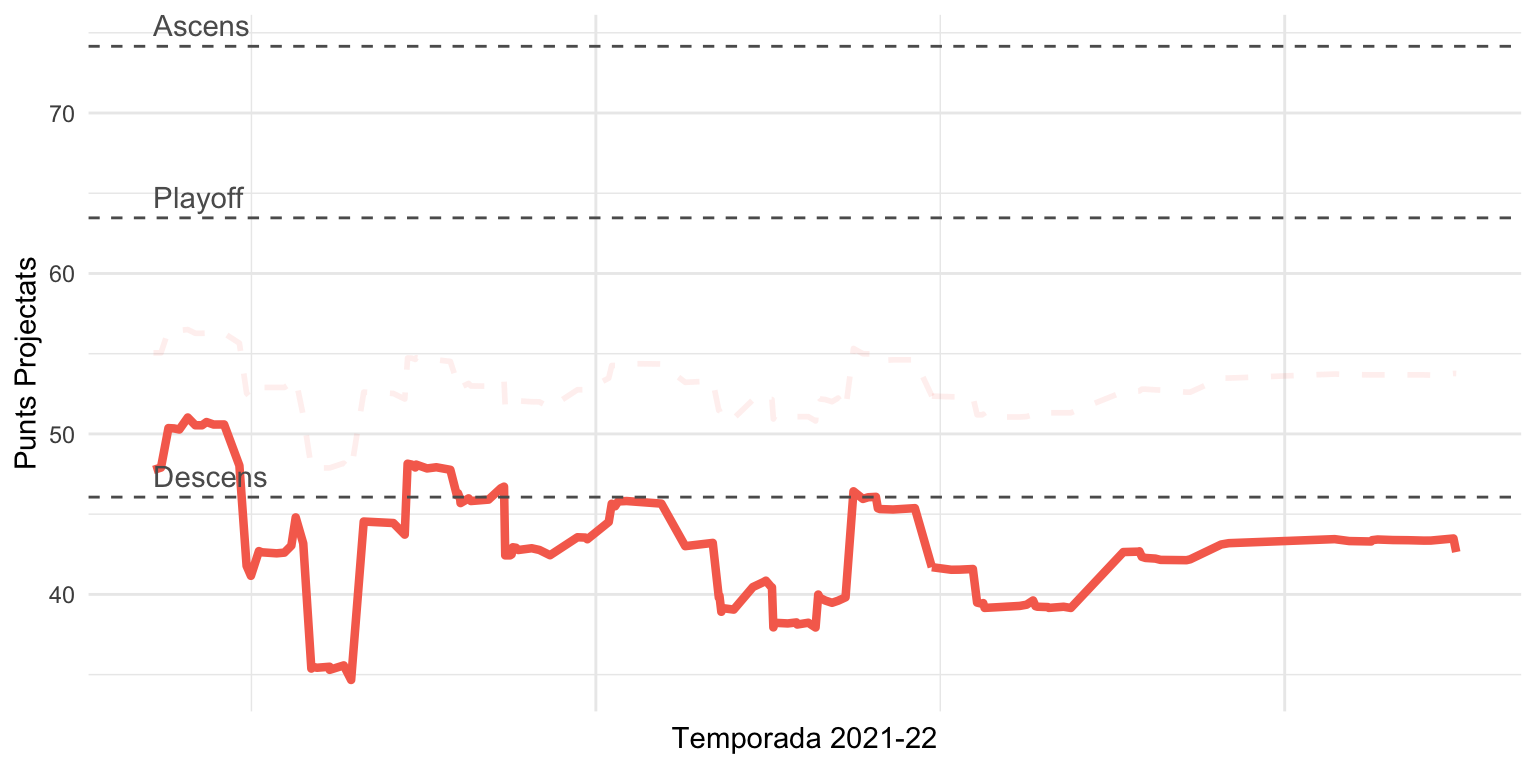 Ascens
70
Playoff
60
50
Descens
40
Punts Projectats
Temporada 2021-22